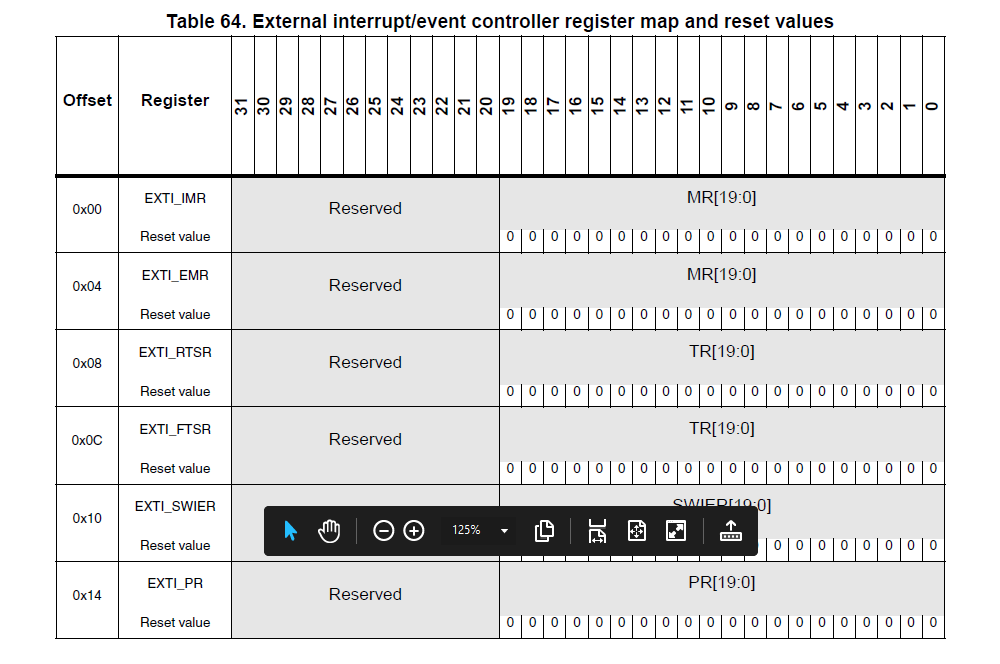 Table 64. External interrupt/event controller register map and reset values
Offset Register 31 30 29 28 27 26 25 24 23 22 21 20 19 18 17 16 15 14 13 12 11 10 9 8 7 6 5 4 3 2 1 0
0x00 EXTI_IMR Reserved MR[19:0]
Reset value 0 0 0 0 0 0 0 0 0 0 0 0 0 0 0 0 0 0 0 0
0x04 EXTI_EMR Reserved MR[19:0]
Reset value 0 0 0 0 0 0 0 0 0 0 0 0 0 0 0 0 0 0 0 0
0x08 EXTI_RTSR Reserved TR[19:0]
Reset value 0 0 0 0 0 0 0 0 0 0 0 0 0 0 0 0 0 0 0 0
0x0C EXTI_FTSR Reserved TR[19:0]
Reset value 0 0 0 0 0 0 0 0 0 0 0 0 0 0 0 0 0 0 0 0
0x10 EXTI_SWIER SWIER[19:0]
125%
Reset value 0 0 0 0 0 0 0 0
0x14 EXTI_PR Reserved PR[19:0]
Reset value 0 0 0 0 0 0 0 0 0 0 0 0 0 0 0 0 0 0 0 0